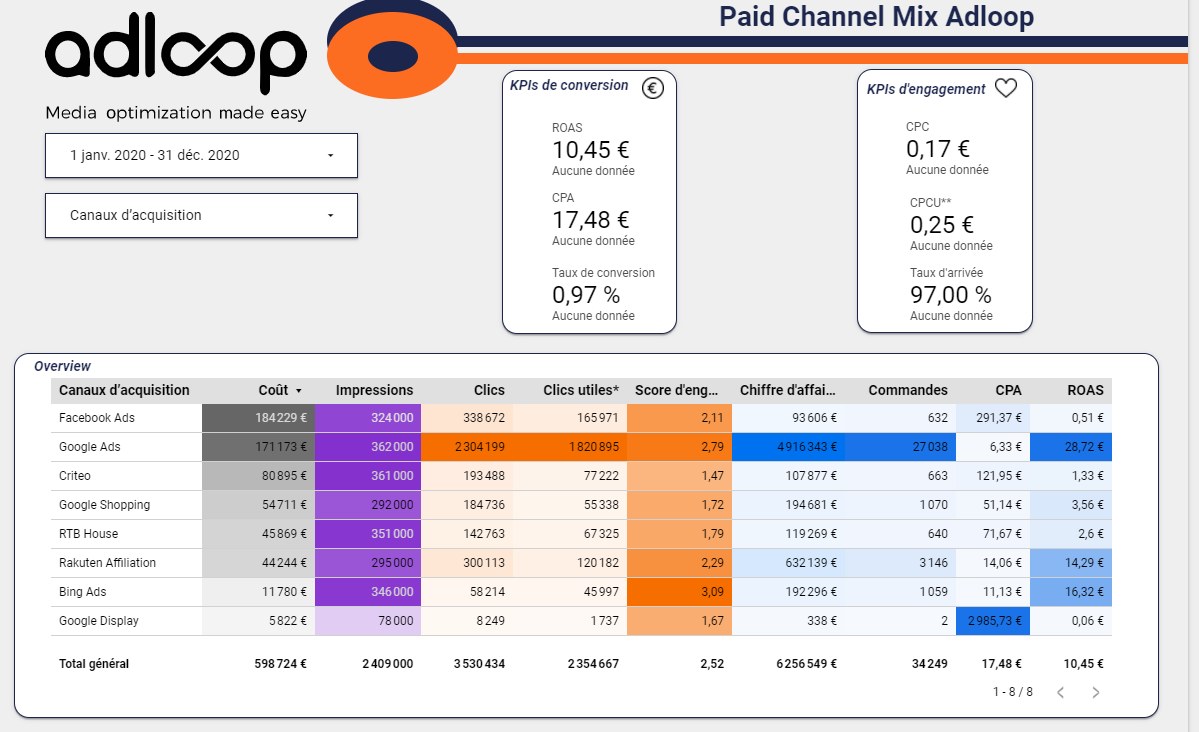 Paid Channel Mix Adloop
adloop
Media optimization made easy
1 janv. 2020 - 31 déc. 2020
Canaux d'acquisition
KPIs de conversion €
ROAS
10,45 €
Aucune donnée
CPA
17,48 €
Aucune donnée
Taux de conversion
0,97 %
Aucune donnée
KPIs d'engagement
CPC
0,17 €
Aucune donnée
CPCU**
0,25 €
Aucune donnée
Taux d'arrivée
97,00 %
Aucune donnée
Overview
Canaux d'acquisition Coût Impressions Clics Clics utiles* Score d'eng... Chiffre d'affai... Commandes CPA ROAS
Facebook Ads 184 229 € 324 000 338 672 165 971 2,11 93 606 € 632 291,37 € 0,51 €
Google Ads 171 173 € 362 000 2 304 199 1 820 895 2,79 4 916 343 € 27 038 6,33 € 28,72 €
Criteo 80 895 € 361 000 193 488 77 222 1,47 107 877 € 663 121,95 € 1,33 €
Google Shopping 54 711 € 292 000 184 736 55 338 1,72 194 681 € 1 070 51,14 € 3,56 €
RTB House 45 869 € 351 000 142 763 67 325 1,79 119 269 € 640 71,67 € 2,6 €
Rakuten Affiliation 44 244 € 295 000 300 113 120 182 2,29 632 139 € 3 146 14,06 € 14,29 €
Bing Ads 11 780 € 346 000 58 214 45 997 3,09 192 296 € 1 059 11,13 € 16,32 €
Google Display 5 822 € 78 000 8 249 1 737 1,67 338 € 2 2 985,73 € 0,06 €
Total général 598 724 € 2 409 000 3 530 434 2 354 667 2,52 6 256 549 € 34 249 17,48 € 10,45 €
1 - 8 / 8